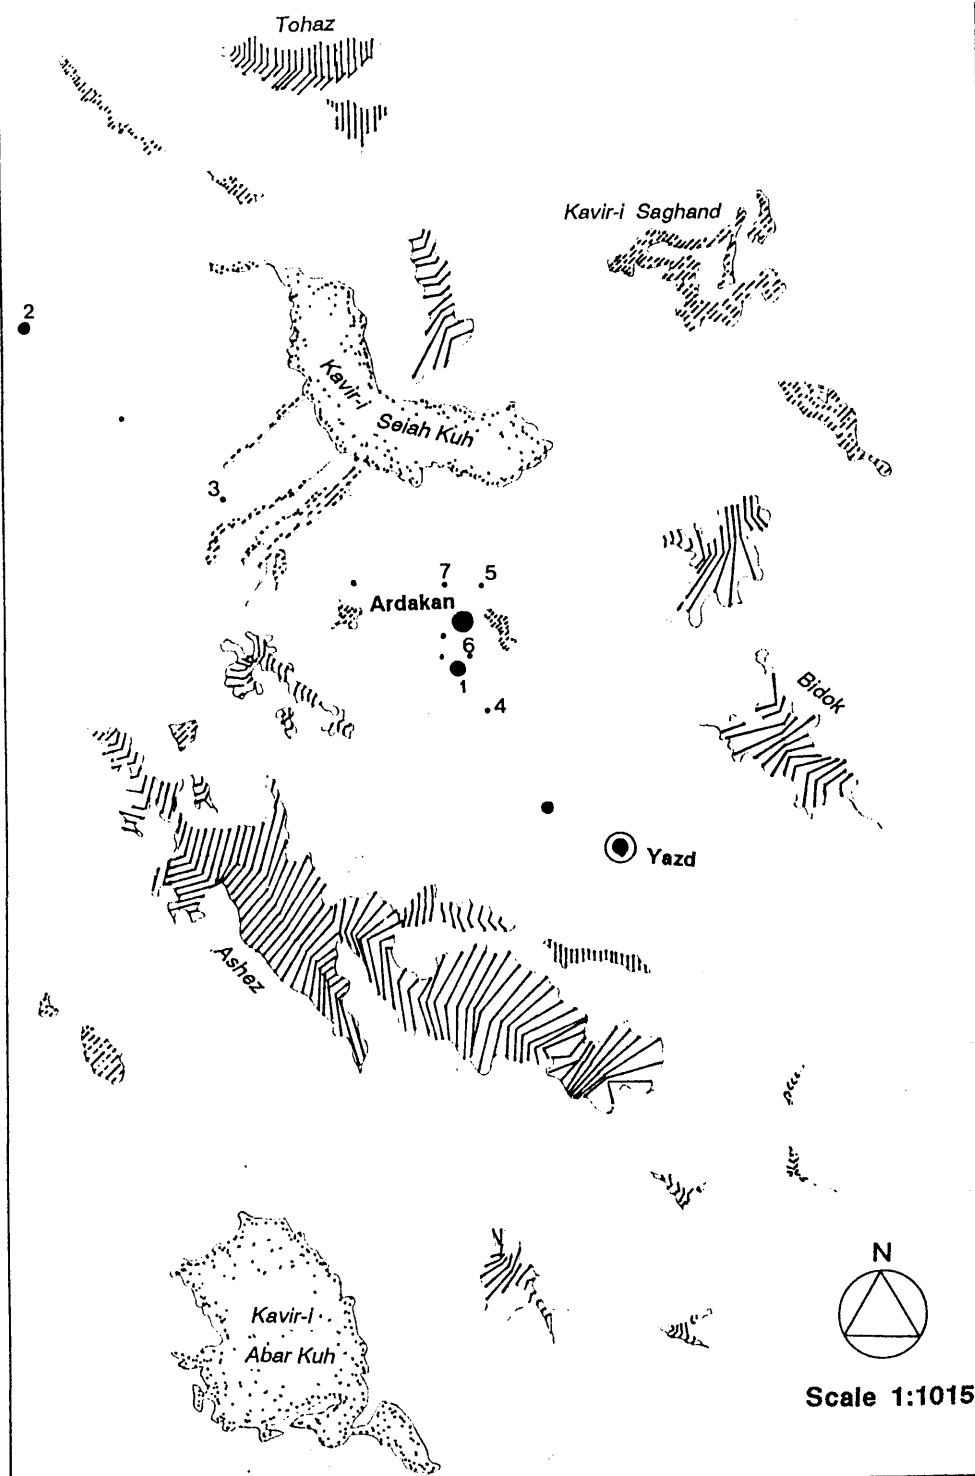 Tohaz
Kavir-i Saghand
2
Kavir-i
Seiah Kuh
3
7
5
Ardakan
6
1
4
Bidok
Yazd
Ashez
N
Kavir-I
Abar Kuh
Scale 1:1015